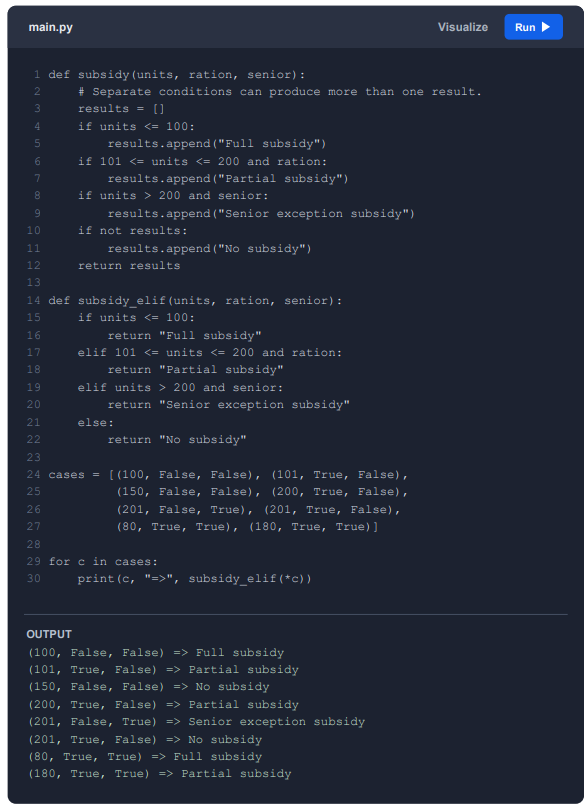 main.py
Visualize
Run
1 def subsidy(units, ration, senior):
2     # Separate conditions can produce more than one result.
3     results = []
4     if units <= 100:
5         results.append("Full subsidy")
6     if 101 <= units <= 200 and ration:
7         results.append("Partial subsidy")
8     if units > 200 and senior:
9         results.append("Senior exception subsidy")
10     if not results:
11         results.append("No subsidy")
12     return results
13
14 def subsidy_elif(units, ration, senior):
15     if units <= 100:
16         return "Full subsidy"
17     elif 101 <= units <= 200 and ration:
18         return "Partial subsidy"
19     elif units > 200 and senior:
20         return "Senior exception subsidy"
21     else:
22         return "No subsidy"
23
24 cases = [(100, False, False), (101, True, False),
25          (150, False, False), (200, True, False),
26          (201, False, True), (201, True, False),
27          (80, True, True), (180, True, True)]
28
29 for c in cases:
30     print(c, "=>", subsidy_elif(*c))
OUTPUT
(100, False, False) => Full subsidy
(101, True, False) => Partial subsidy
(150, False, False) => No subsidy
(200, True, False) => Partial subsidy
(201, False, True) => Senior exception subsidy
(201, True, False) => No subsidy
(80, True, True) => Full subsidy
(180, True, True) => Partial subsidy